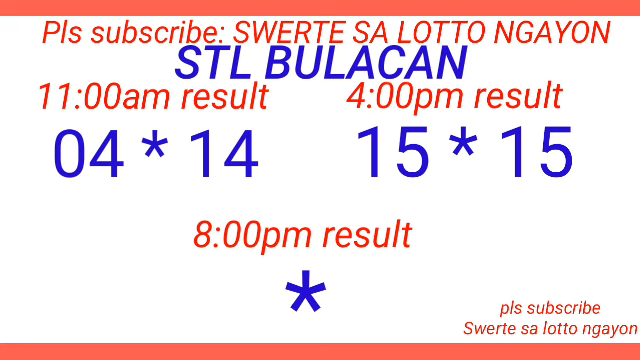 Pls subscribe: SWERTE SA LOTTO NGAYON
STL BULACAN
11:00am result 4:00pm result
04 * 14 15 * 15
8:00pm result
*
pls subscribe
Swerte sa lotto ngayon